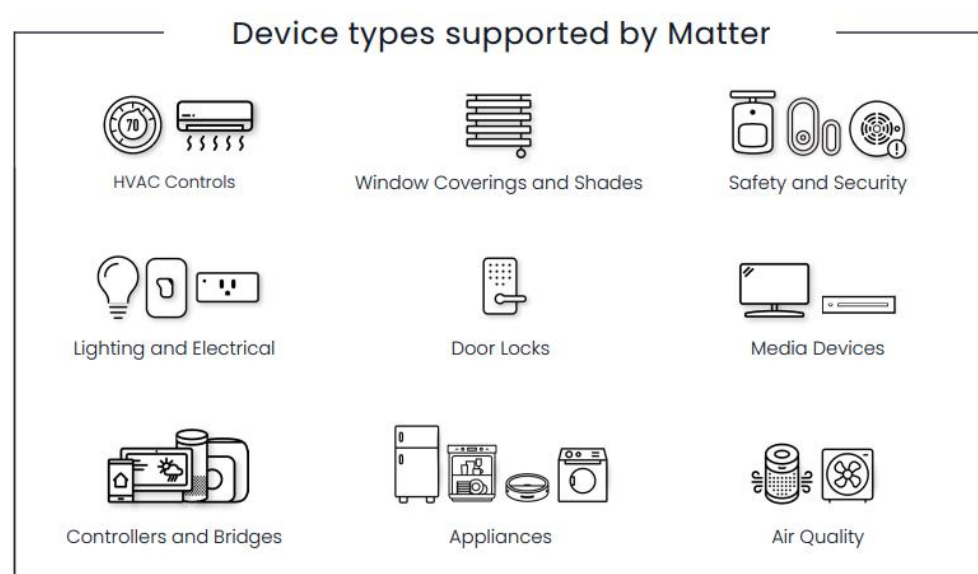 Device types supported by Matter
70
HVAC Controls
Window Coverings and Shades
Safety and Security
Lighting and Electrical
Door Locks
Media Devices
Controllers and Bridges
Appliances
Air Quality